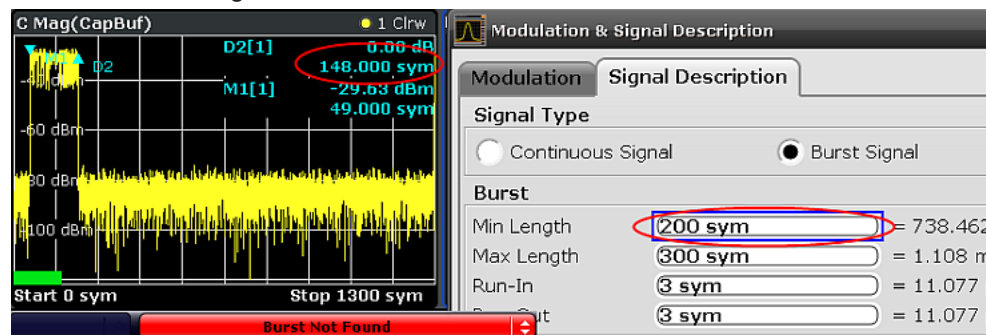 C Mag(CapBuf)
1 Clrw
D2[1] 0.00 dB
148.000 sym
M1[1] -29.63 dBm
49.000 sym
D2
-60 dBm
-100 dBm
Start 0 sym
Stop 1300 sym
Burst Not Found
Modulation & Signal Description
Modulation
Signal Description
Signal Type
Continuous Signal
Burst Signal
Burst
Min Length
200 sym
= 738.462
Max Length
300 sym
= 1.108 m
Run-In
3 sym
= 11.077
3 sym
= 11.077